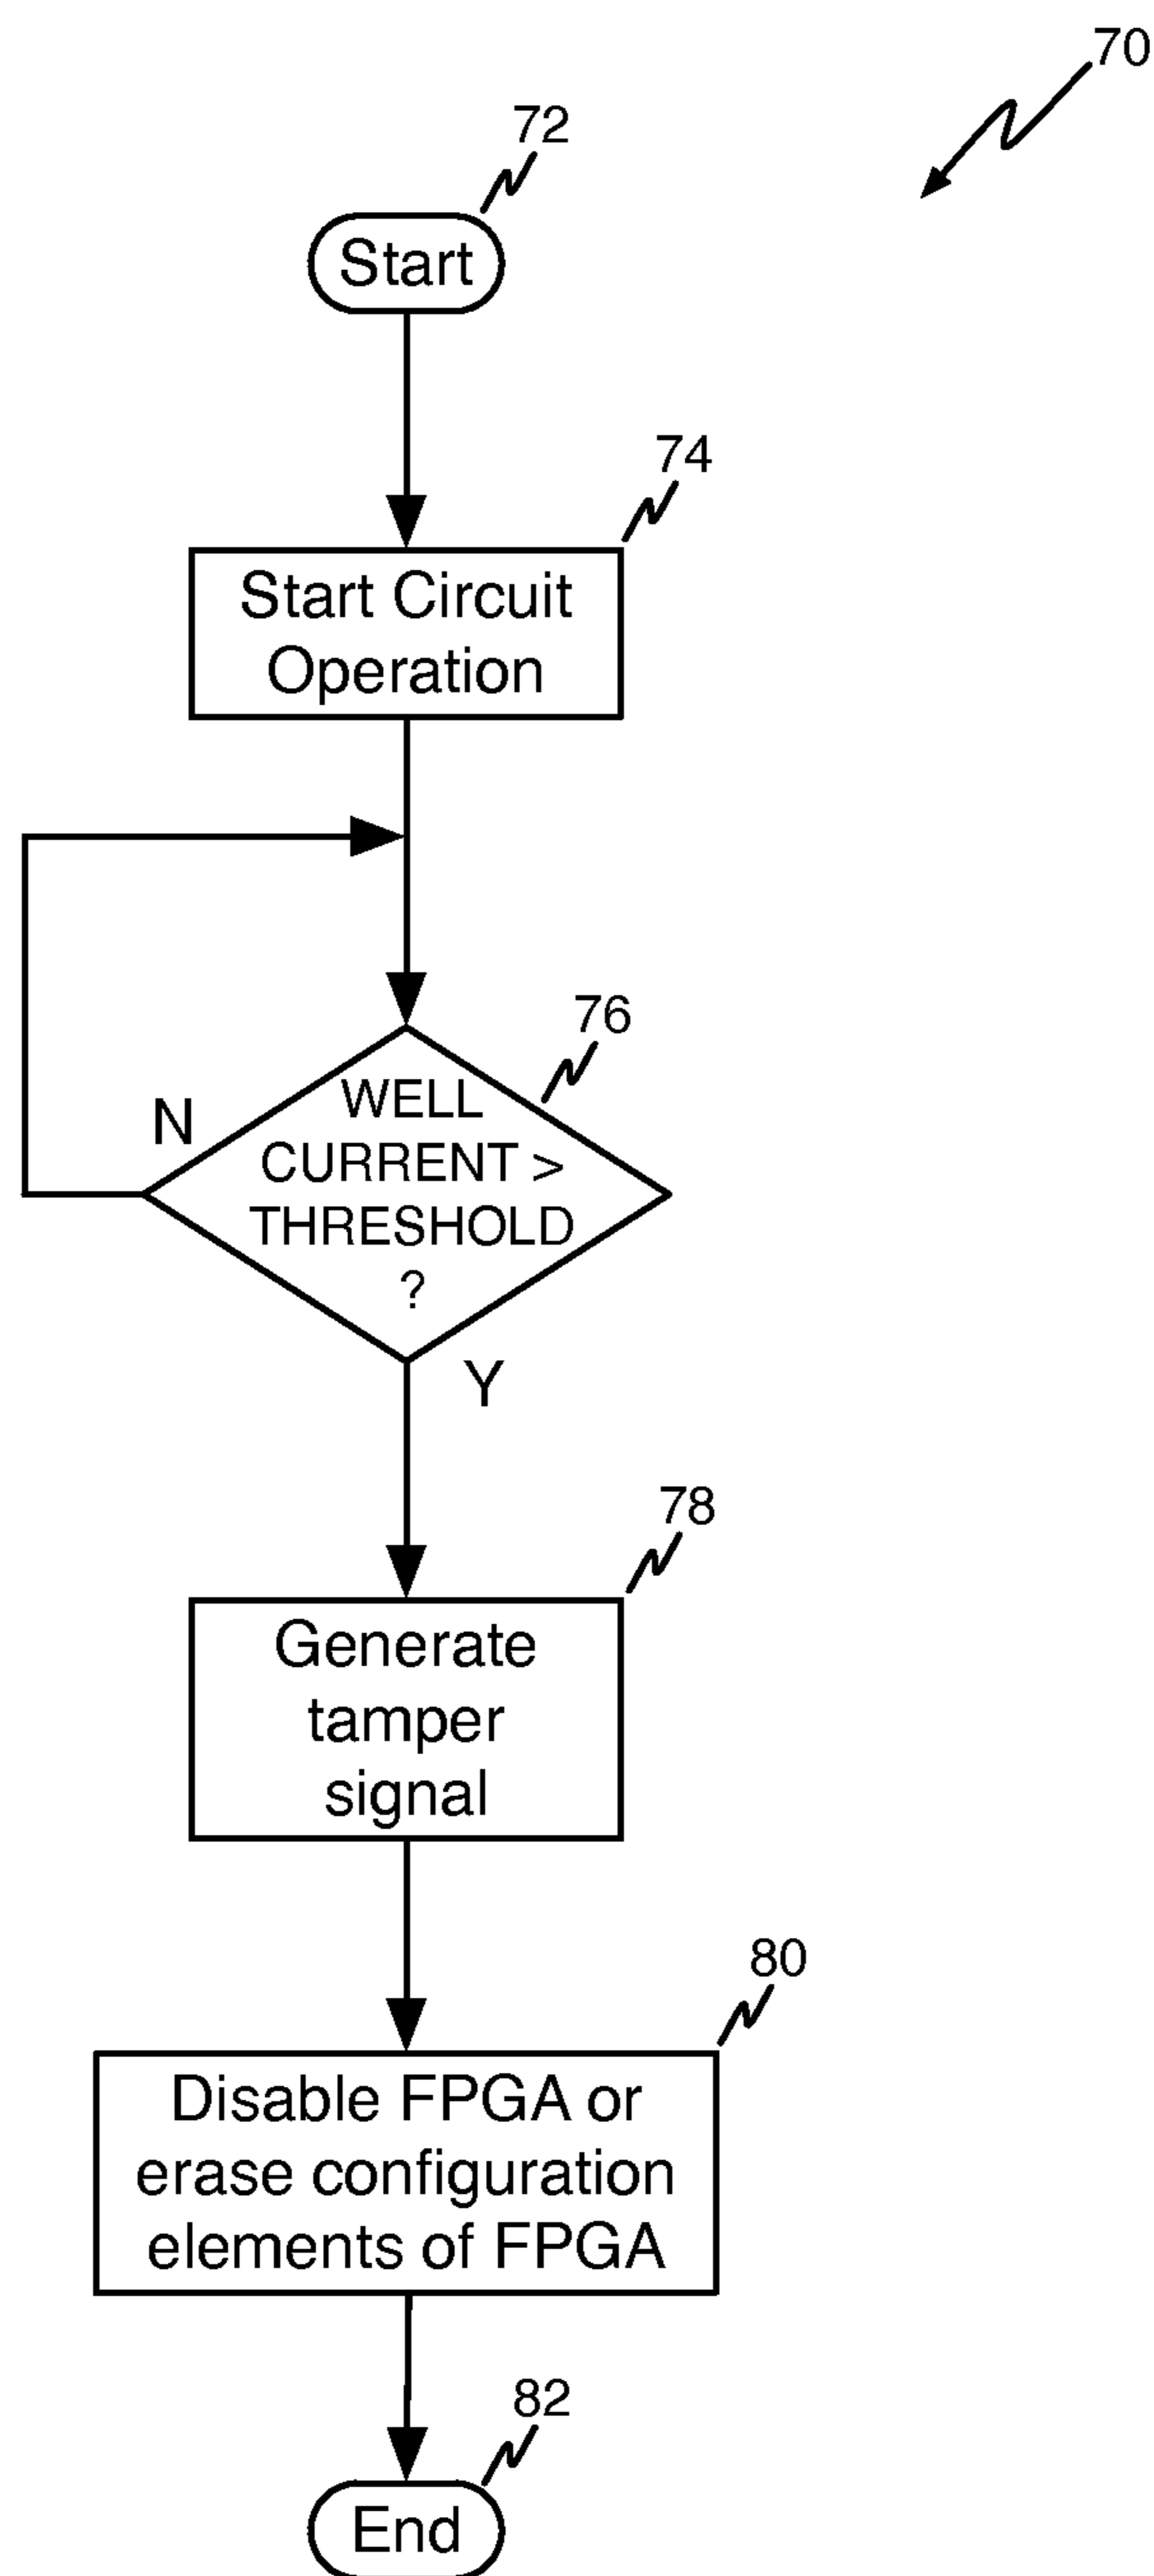 70
72
Start
74
Start Circuit
Operation
76
WELL
CURRENT >
THRESHOLD
?
N
Y
78
Generate
tamper
signal
80
Disable FPGA or
erase configuration
elements of FPGA
82
End